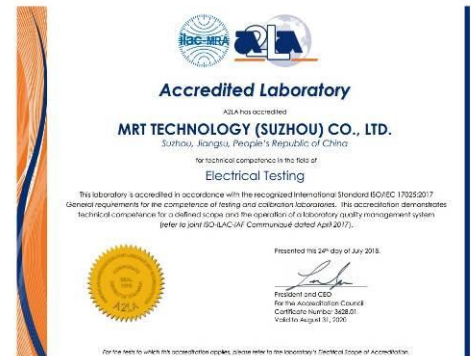 ilac-MRA
A2LA
Accredited Laboratory
A2LA has accredited
MRT TECHNOLOGY (SUZHOU) CO., LTD.
Suzhou, Jiangsu, People's Republic of China
for technical competence in the field of
Electrical Testing
This laboratory is accredited in accordance with the recognized International Standard ISO/IEC 17025:2017
General requirements for the competence of testing and calibration laboratories. This accreditation demonstrates
technical competence for a defined scope and the operation of a laboratory quality management system
(refer to joint ISO-ILAC-IAF Communiqué dated April 2017).
Presented this 24th day of July 2018.
President and CEO
For the Accreditation Council
Certificate Number 3628.01
Valid to August 31, 2020
A2LA
For the tests to which this accreditation applies, please refer to the laboratory's Electrical Scope of Accreditation.